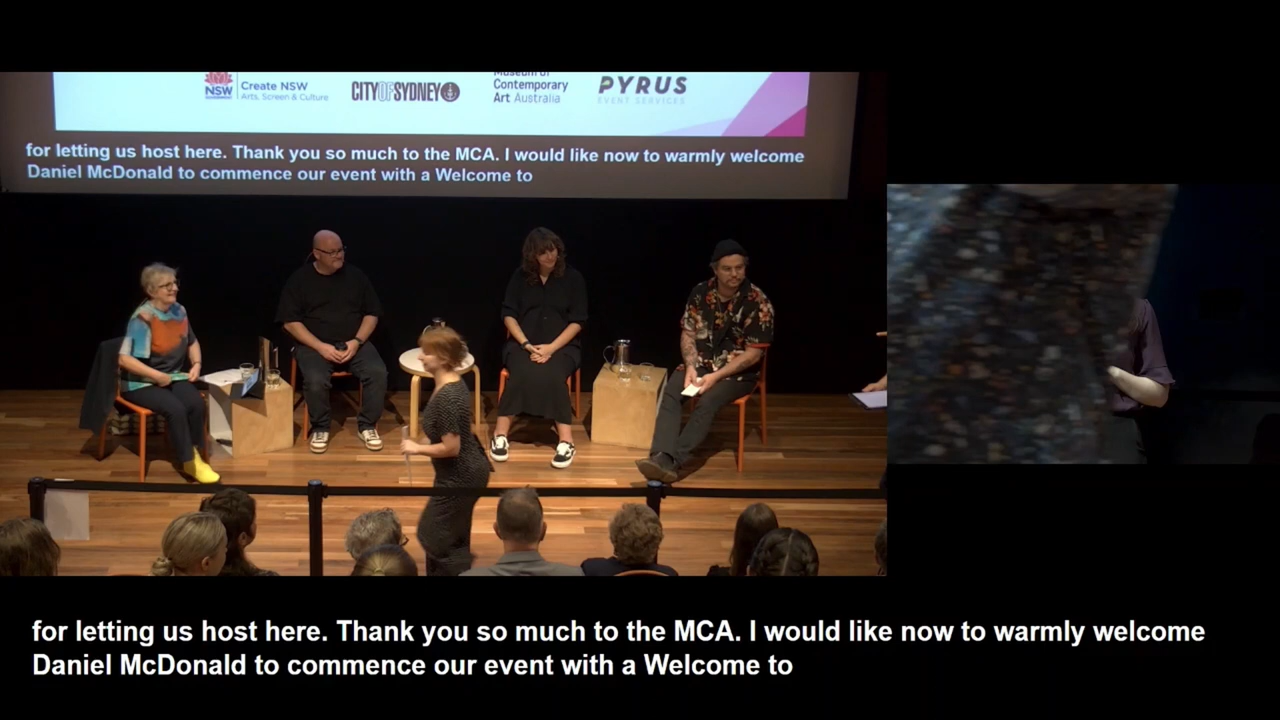 Museum of
Create NSW
Arts, Screen & Culture
NSW
GOVERNMENT
CITYOFSYDNEY
Contemporary
Art Australia
PYRUS
EVENT SERVICES
for letting us host here. Thank you so much to the MCA. I would like now to warmly welcome
Daniel McDonald to commence our event with a Welcome to
for letting us host here. Thank you so much to the MCA. I would like now to warmly welcome
Daniel McDonald to commence our event with a Welcome to